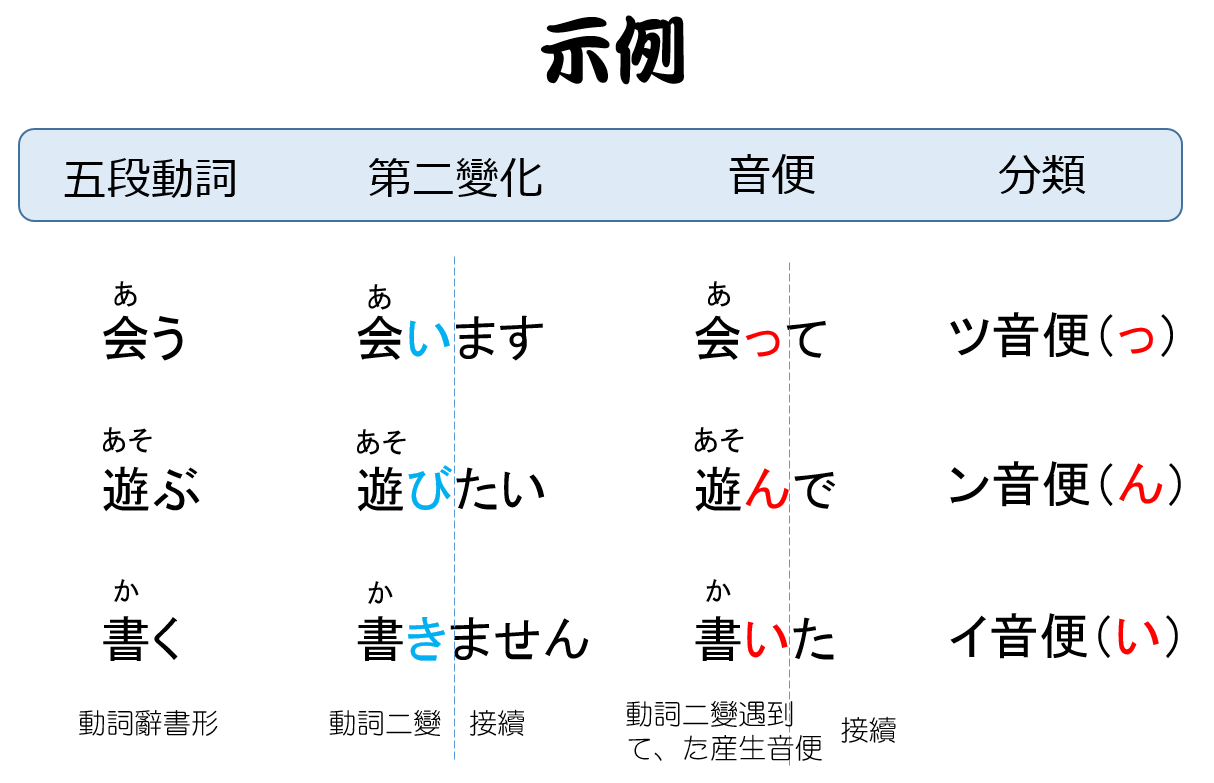 示例
五段動詞 第二變化 音便 分類
あ あ あ
会う 会います 会って ツ音便(っ)
あそ あそ あそ
遊ぶ 遊びたい 遊んで ン音便(ん)
か か か
書く 書きません 書いた イ音便(い)
動詞辭書形 動詞二變 接續 動詞二變遇到
て、た産生音便 接續